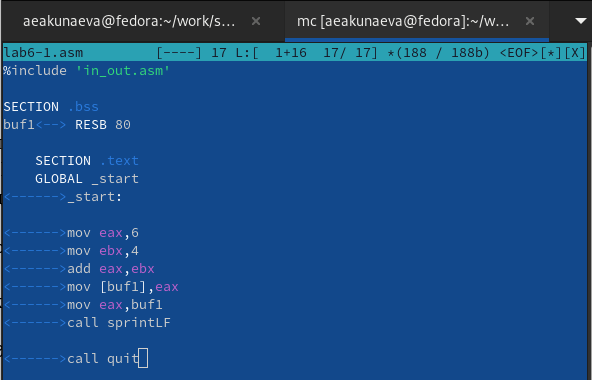 aeakunaeva@fedora:~/work/s... × mc [aeakunaeva@fedora]:~/w... ×
lab6-1.asm [----] 17 L:[ 1+16 17/ 17] *(188 / 188b) <EOF>[*][X]
%include 'in_out.asm'
SECTION .bss
buf1<--> RESB 80
SECTION .text
GLOBAL _start
<------>_start:
<------>mov eax,6
<------>mov ebx,4
<------>add eax,ebx
<------>mov [buf1],eax
<------>mov eax,buf1
<------>call sprintLF
<------>call quit